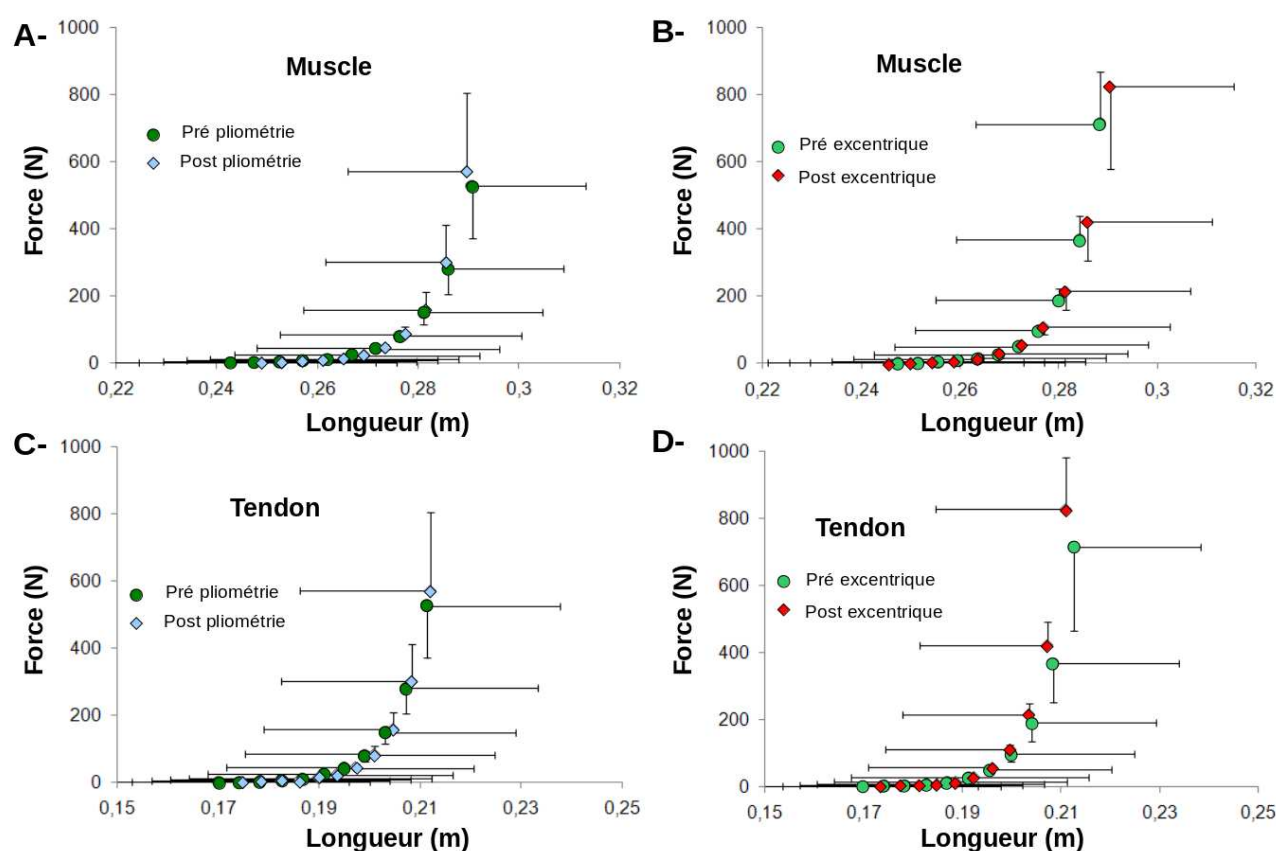 A-
1000
800
600
400
200
0
Force (N)
Muscle
Pré pliométrie
Post pliométrie
0,22 0,24 0,26 0,28 0,3 0,32
Longueur (m)
B-
1000
800
600
400
200
0
Force (N)
Muscle
Pré excentrique
Post excentrique
0,22 0,24 0,26 0,28 0,3 0,32
Longueur (m)
C-
1000
800
600
400
200
0
Force (N)
Tendon
Pré pliométrie
Post pliométrie
0,15 0,17 0,19 0,21 0,23 0,25
Longueur (m)
D-
1000
800
600
400
200
0
Force (N)
Tendon
Pré excentrique
Post excentrique
0,15 0,17 0,19 0,21 0,23 0,25
Longueur (m)